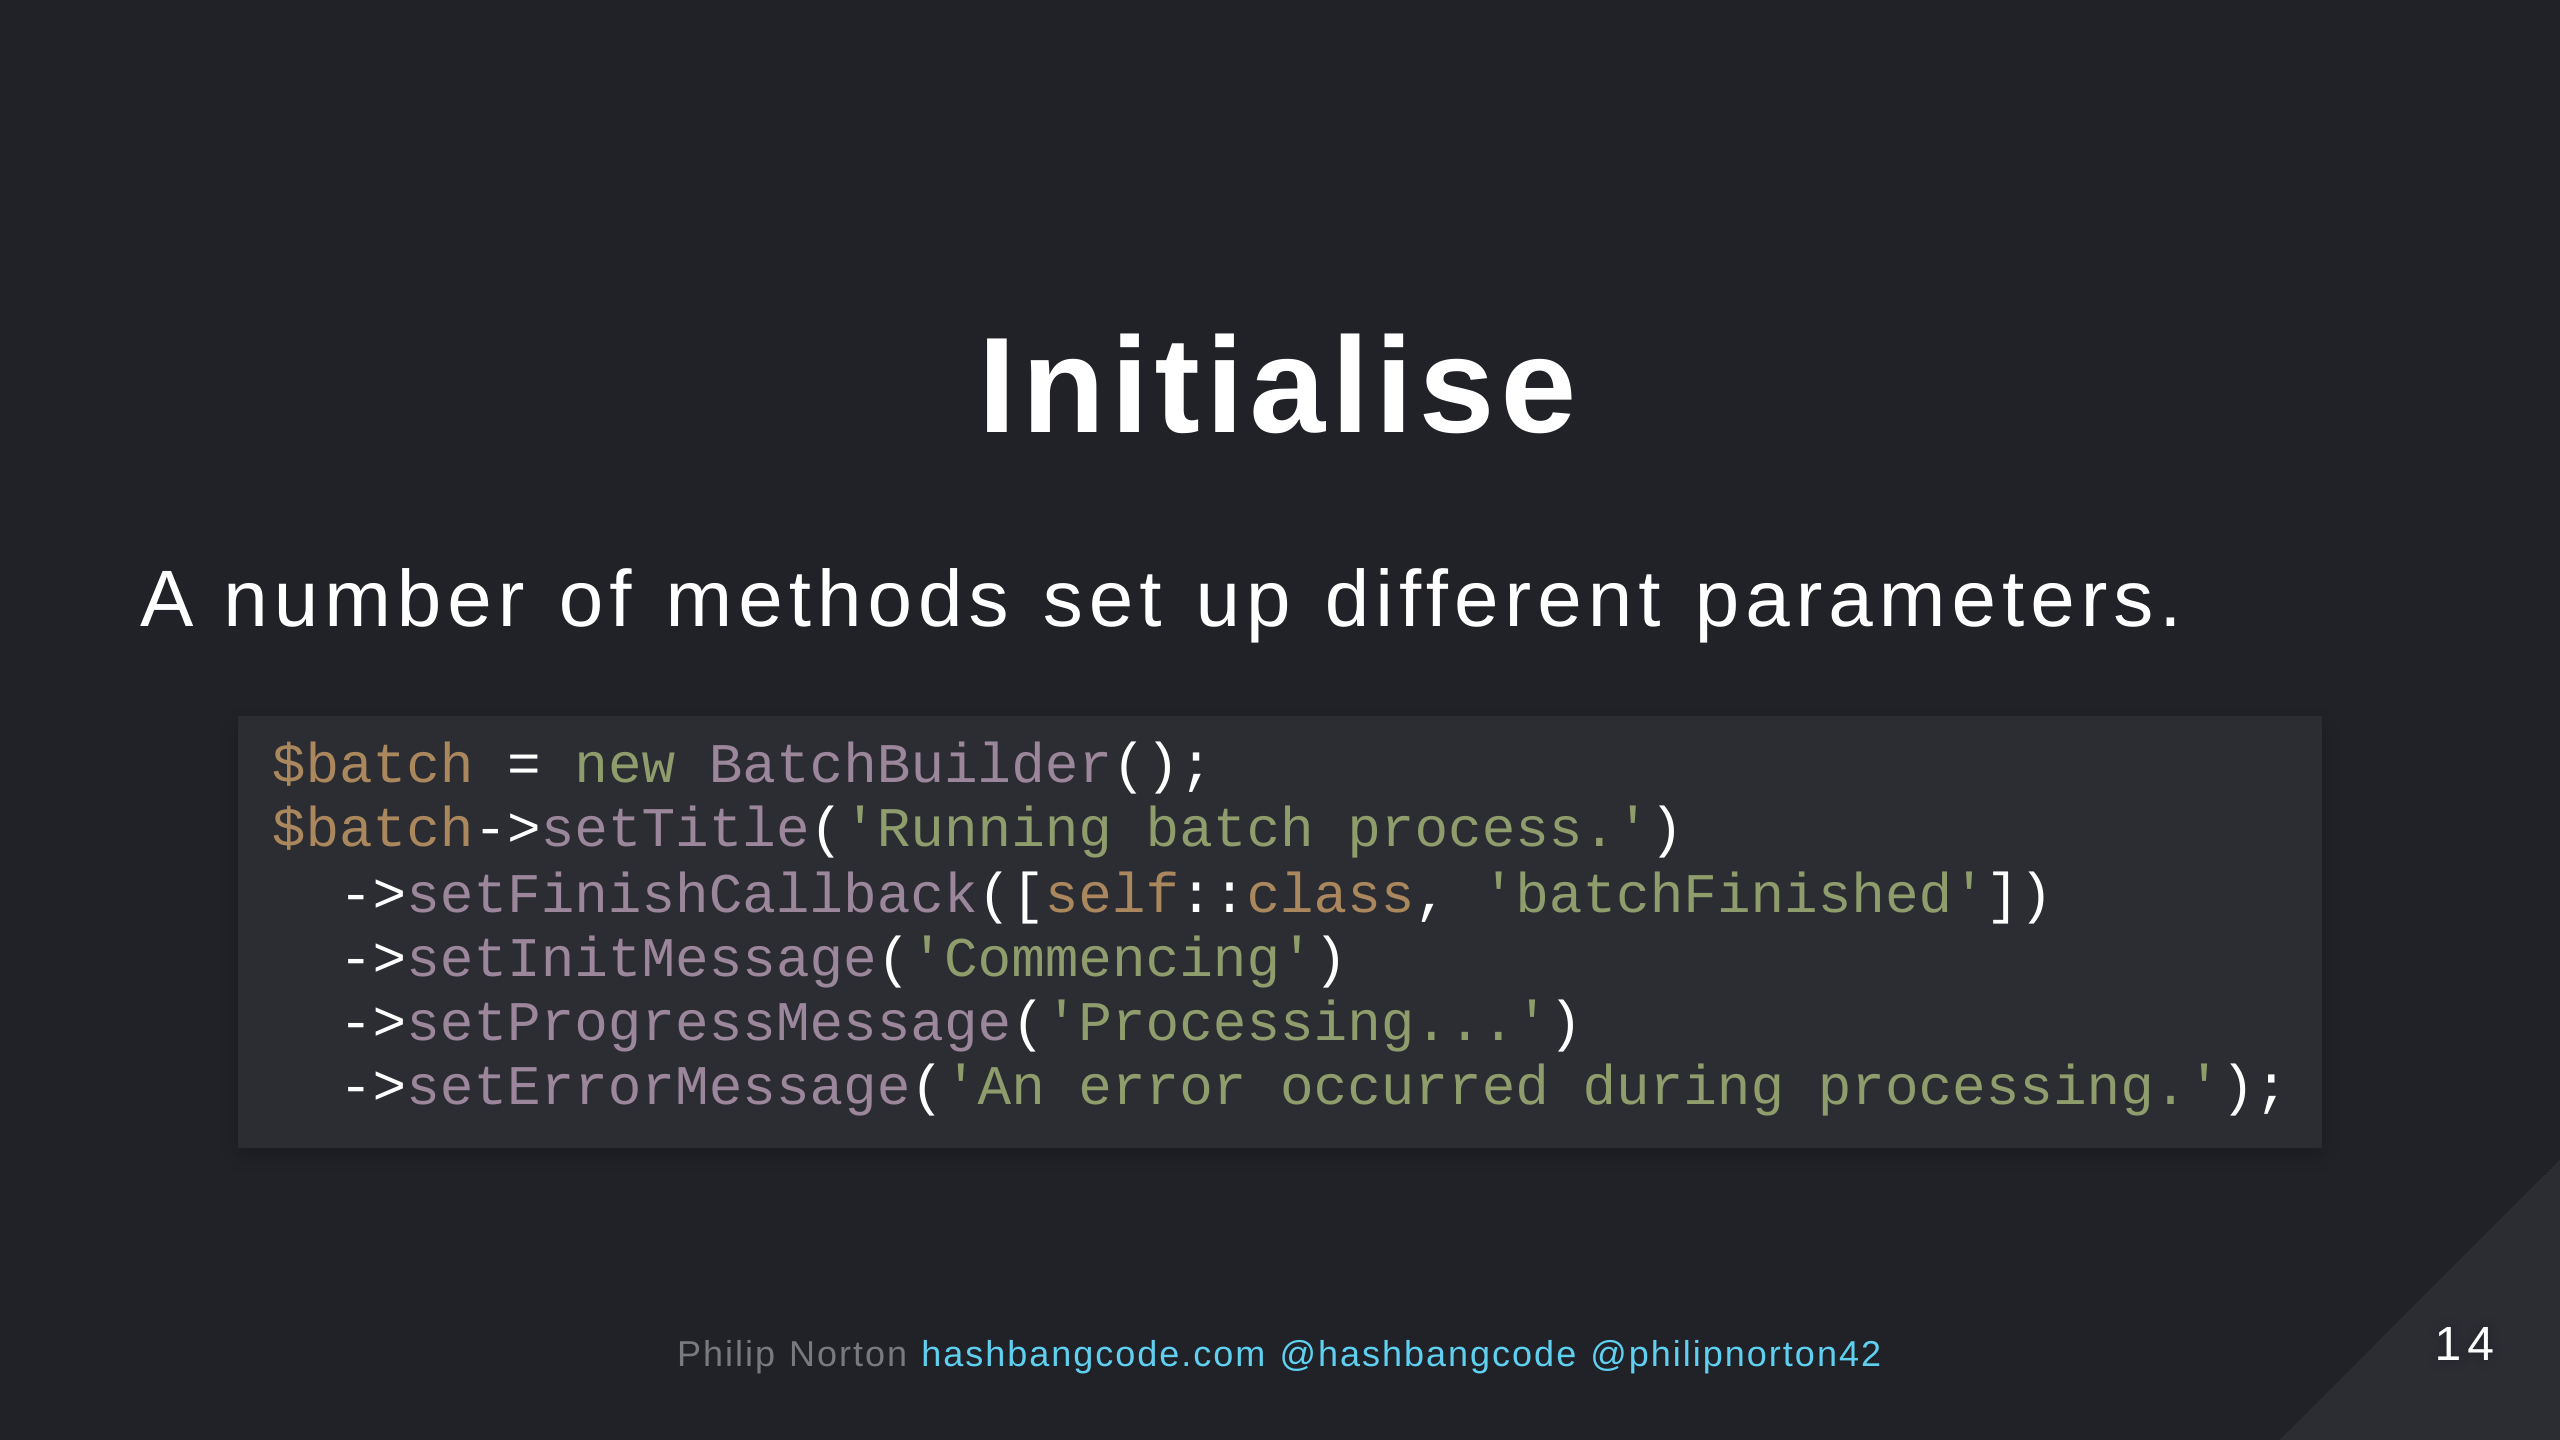 Initialise
A number of methods set up different parameters.
$batch = new BatchBuilder();
$batch->setTitle('Running batch process.')
  ->setFinishCallback([self::class, 'batchFinished'])
  ->setInitMessage('Commencing')
  ->setProgressMessage('Processing...')
  ->setErrorMessage('An error occurred during processing.');
Philip Norton hashbangcode.com @hashbangcode @philipnorton42
14